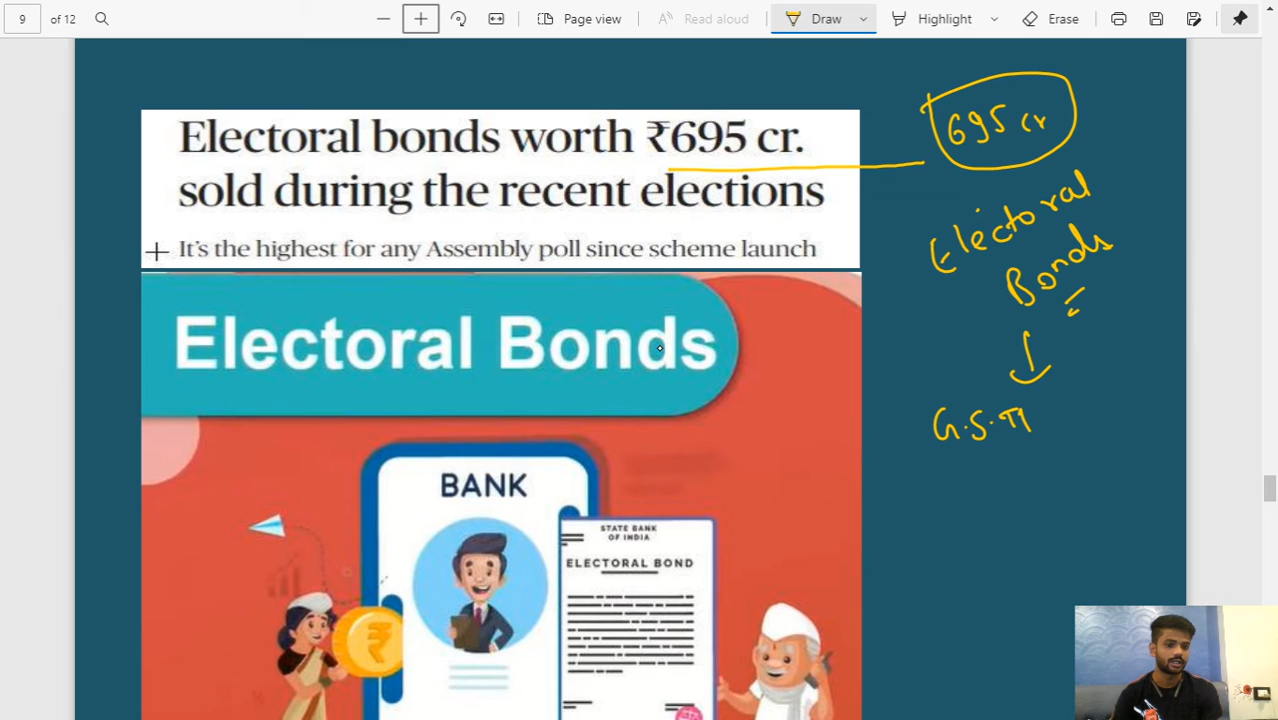 9 of 12 Page view Read aloud Draw Highlight Erase
Electoral bonds worth ₹695 cr.
sold during the recent elections
It's the highest for any Assembly poll since scheme launch
695 cr
Electoral
Bonds
Electoral Bonds
BANK
STATE BANK
OF INDIA
ELECTORAL BOND